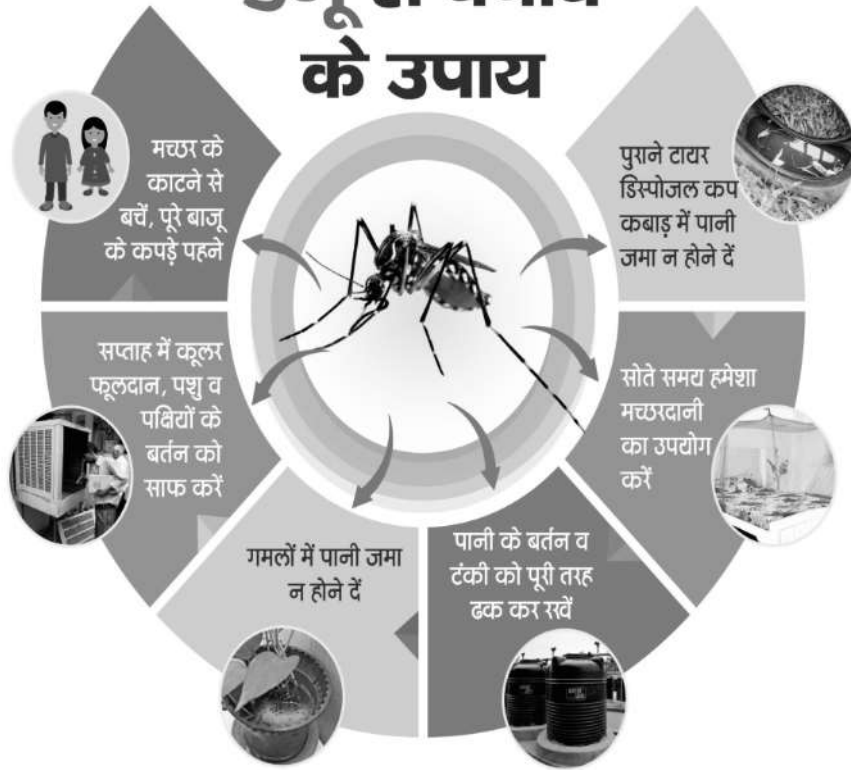 के उपाय
मच्छर के
काटने से
बचें, पूरे बाजू
के कपड़े पहने
सप्ताह में कूलर
फूलदान, पशु व
पक्षियों के
बर्तन को
साफ करें
गमलों में पानी जमा
न होने दें
पानी के बर्तन व
टंकी को पूरी तरह
ढक कर रखें
सोते समय हमेशा
मच्छरदानी
का उपयोग
करें
पुराने टायर
डिस्पोजल कप
कबाड़ में पानी
जमा न होने दें